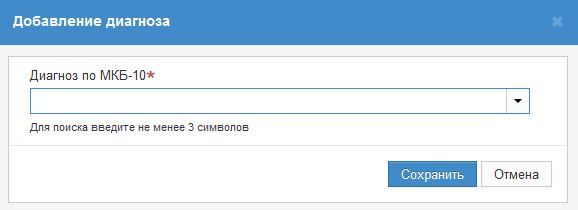 Добавление диагноза
Диагноз по МКБ-10*
Для поиска введите не менее 3 символов
Сохранить Отмена